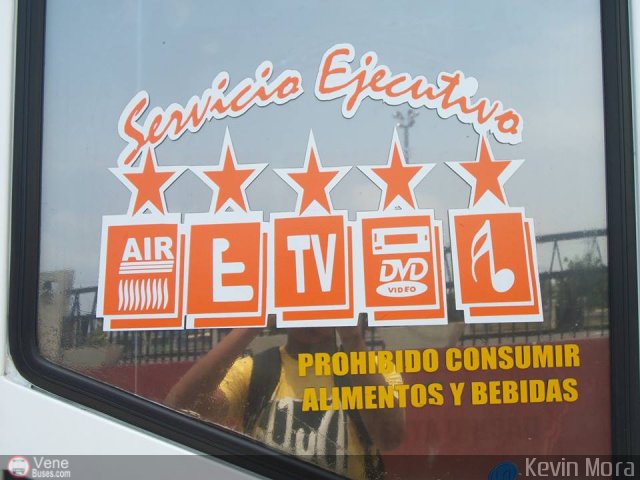 Servicio Ejecutivo
AIR
TV
DVD
VIDEO
PROHIBIDO CONSUMIR
ALIMENTOS Y BEBIDAS
Vene
Buses.com
Kevin Mora